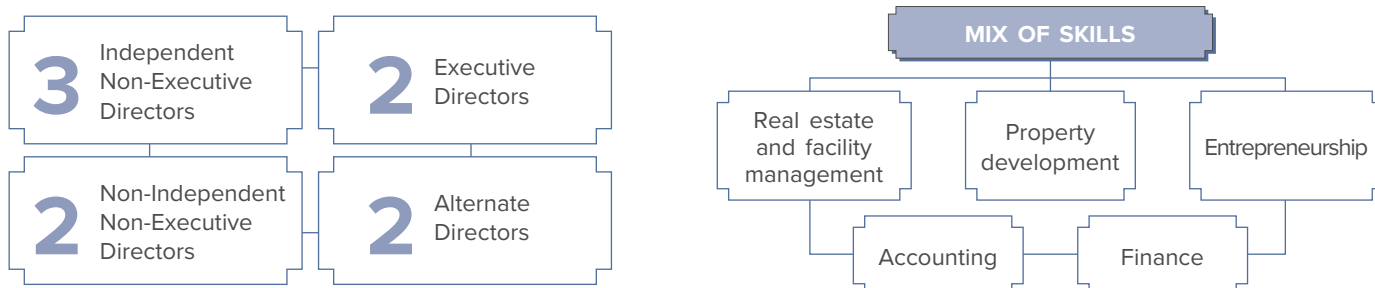 3
Independent
Non-Executive
Directors
2
Executive
Directors
2
Non-Independent
Non-Executive
Directors
2
Alternate
Directors
MIX OF SKILLS
Real estate
and facility
management
Property
development
Entrepreneurship
Accounting
Finance